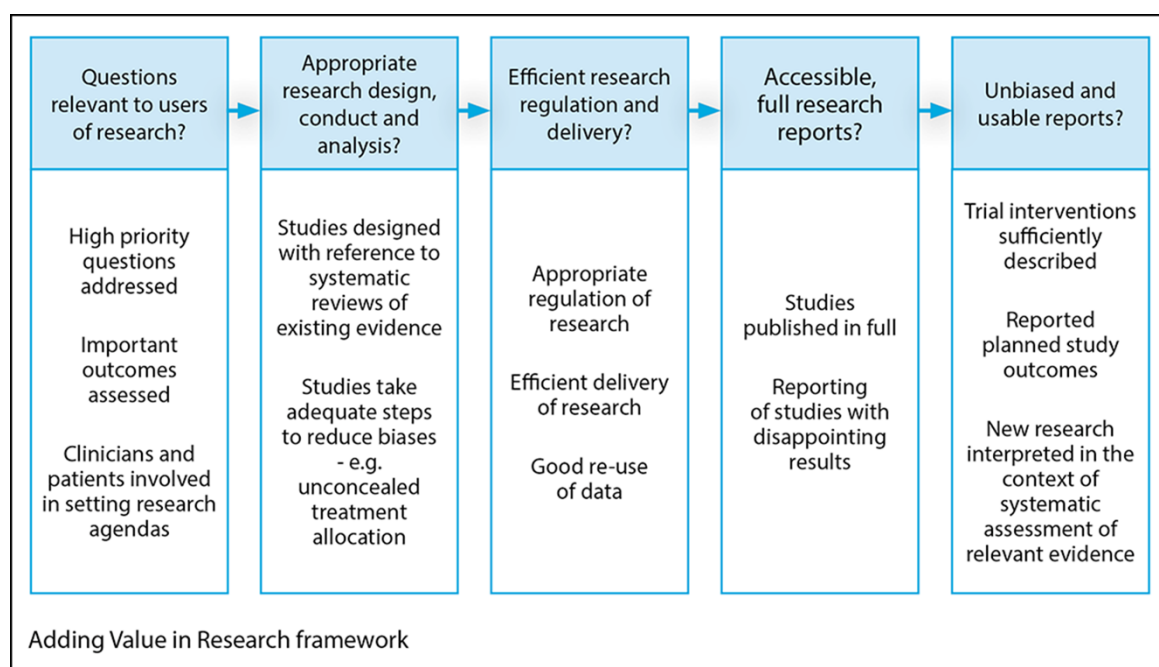 Questions
relevant to users
of research?
High priority
questions
addressed
Important
outcomes
assessed
Clinicians and
patients involved
in setting research
agendas
Appropriate
research design,
conduct and
analysis?
Studies designed
with reference to
systematic
reviews of
existing evidence
Studies take
adequate steps
to reduce biases
- e.g.
unconcealed
treatment
allocation
Efficient research
regulation and
delivery?
Appropriate
regulation of
research
Efficient delivery
of research
Good re-use
of data
Accessible,
full research
reports?
Studies
published in full
Reporting
of studies with
disappointing
results
Unbiased and
usable reports?
Trial interventions
sufficiently
described
Reported
planned study
outcomes
New research
interpreted in the
context of
systematic
assessment of
relevant evidence
Adding Value in Research framework